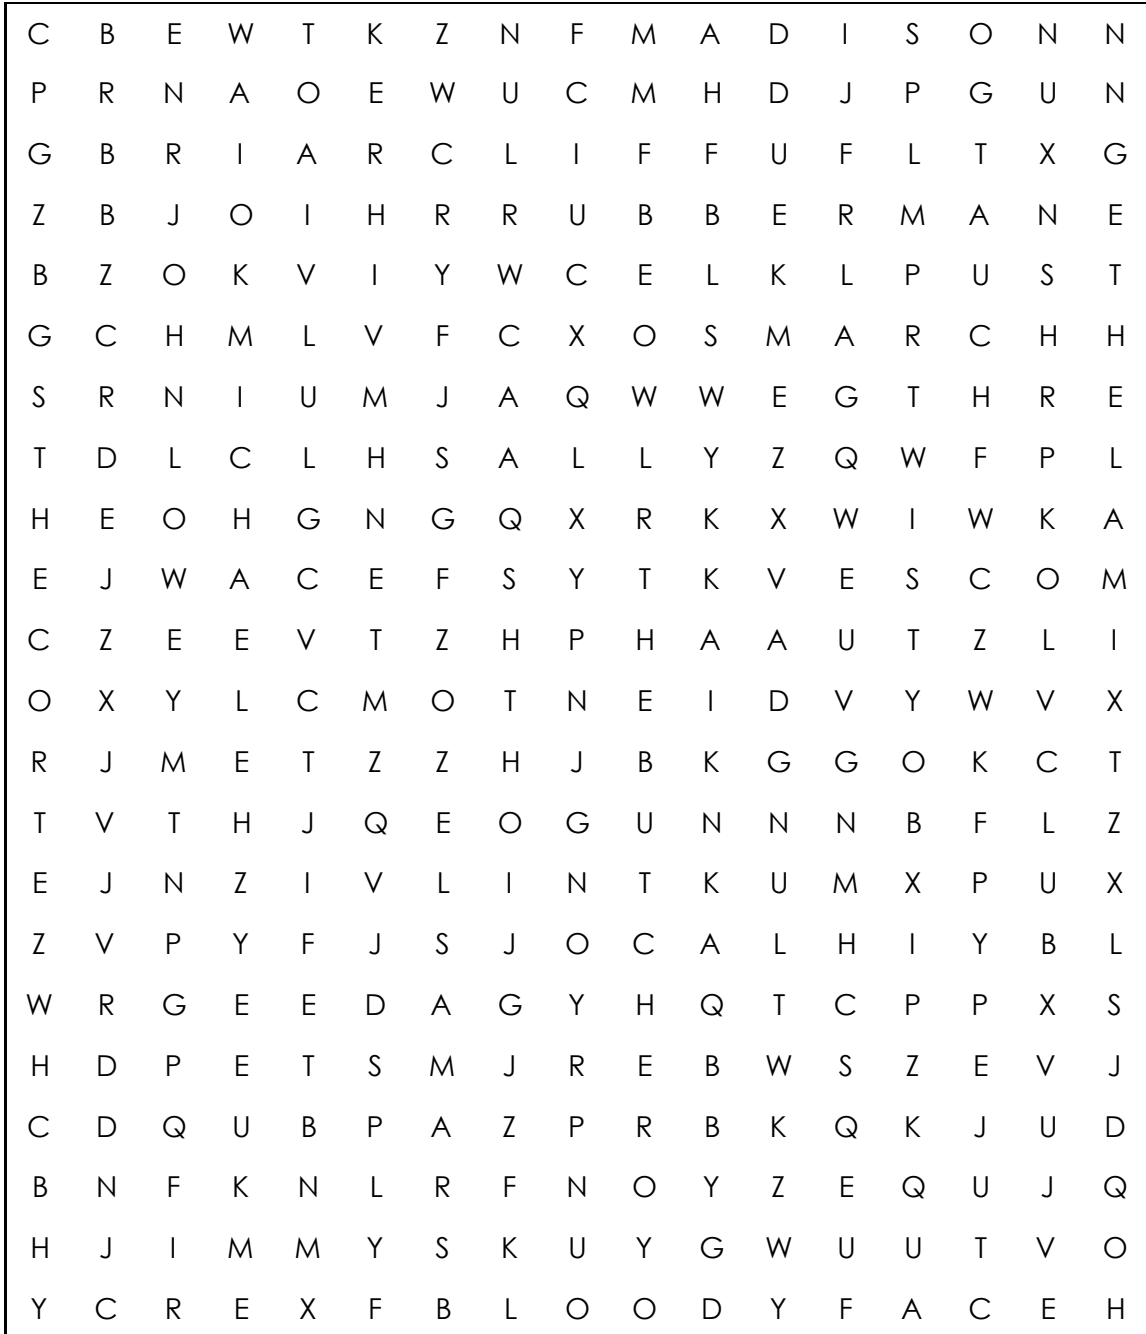 C B E W T K Z N F M A D I S O N N
P R N A O E W U C M H D J P G U N
G B R I A R C L I F F U F L T X G
Z B J O I H R R U B B E R M A N E
B Z O K V I Y W C E L K L P U S T
G C H M L V F C X O S M A R C H H
S R N I U M J A Q W W E G T H R E
T D L C L H S A L L Y Z Q W F P L
H E O H G N G Q X R K X W I W K A
E J W A C E F S Y T K V E S C O M
C Z E E V T Z H P H A A U T Z L I
O X Y L C M O T N E I D V Y W V X
R J M E T Z Z H J B K G G O K C T
T V T H J Q E O G U N N N B F L Z
E J N Z I V L I N T K U M X P U X
Z V P Y F J S J O C A L H I Y B L
W R G E E D A G Y H Q T C P P X S
H D P E T S M J R E B W S Z E V J
C D Q U B P A Z P R B K Q K J U D
B N F K N L R F N O Y Z E Q U J Q
H J I M M Y S K U Y G W U U T V O
Y C R E X F B L O O D Y F A C E H